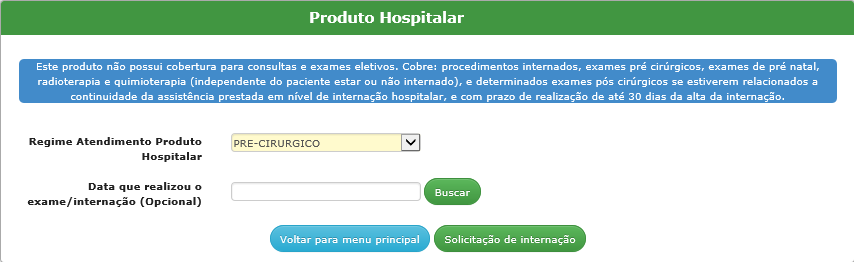 Produto Hospitalar
Este produto não possui cobertura para consultas e exames eletivos. Cobre: procedimentos internados, exames pré cirúrgicos, exames de pré natal,
radioterapia e quimioterapia (independente do paciente estar ou não internado), e determinados exames pós cirúrgicos se estiverem relacionados a
continuidade da assistência prestada em nível de internação hospitalar, e com prazo de realização de até 30 dias da alta da internação.
Regime Atendimento Produto
Hospitalar
PRE-CIRURGICO
Data que realizou o
exame/internação (Opcional)
Buscar
Voltar para menu principal
Solicitação de internação